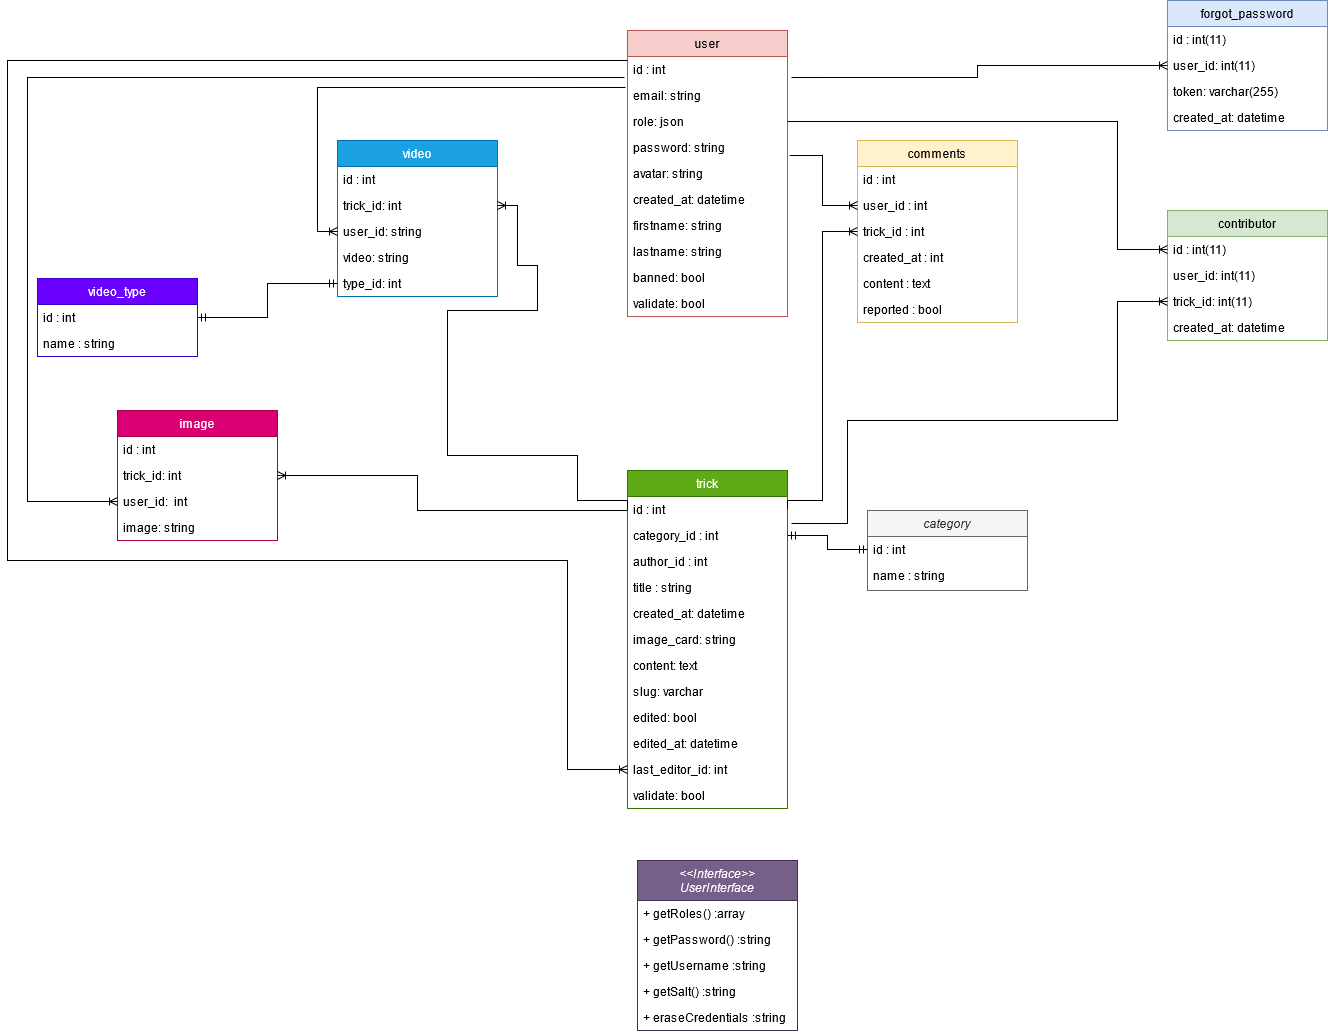 forgot_password
id : int(11)
user_id: int(11)
token: varchar(255)
created_at: datetime
user
id : int
email: string
role: json
password: string
avatar: string
created_at: datetime
firstname: string
lastname: string
banned: bool
validate: bool
video
id : int
trick_id: int
user_id: string
video: string
type_id: int
comments
id : int
user_id : int
trick_id : int
created_at : int
content : text
reported : bool
contributor
id : int(11)
user_id: int(11)
trick_id: int(11)
created_at: datetime
video_type
id : int
name : string
image
id : int
trick_id: int
user_id:  int
image: string
trick
id : int
category_id : int
author_id : int
title : string
created_at: datetime
image_card: string
content: text
slug: varchar
edited: bool
edited_at: datetime
last_editor_id: int
validate: bool
category
id : int
name : string
<<Interface>>
UserInterface
+ getRoles() :array
+ getPassword() :string
+ getUsername :string
+ getSalt() :string
+ eraseCredentials :string